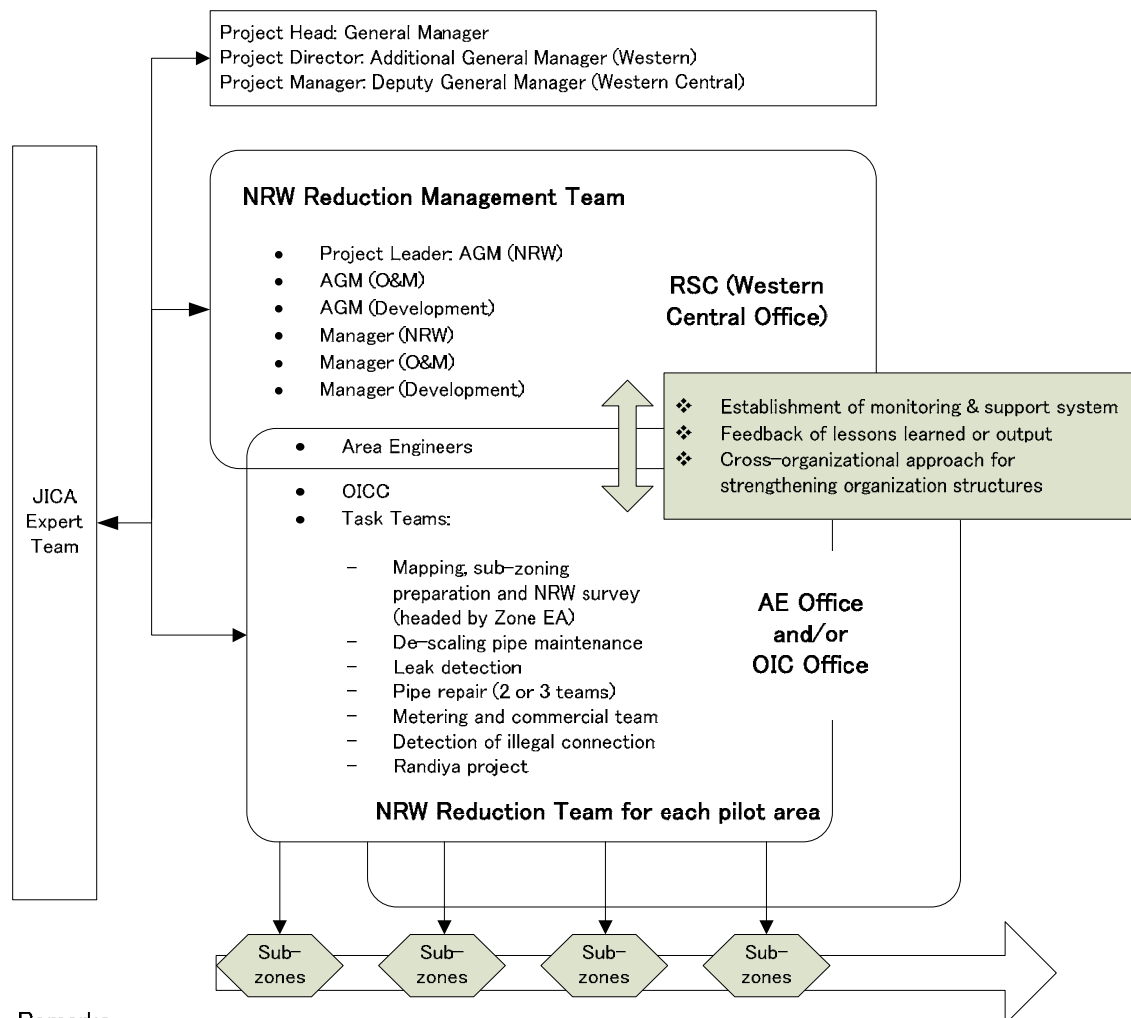 Project Head: General Manager
Project Director: Additional General Manager (Western)
Project Manager: Deputy General Manager (Western Central)
JICA
Expert
Team
NRW Reduction Management Team
• Project Leader: AGM (NRW)
• AGM (O&M)
• AGM (Development)
• Manager (NRW)
• Manager (O&M)
• Manager (Development)
RSC (Western
Central Office)
❖ Establishment of monitoring & support system
❖ Feedback of lessons learned or output
❖ Cross-organizational approach for
strengthening organization structures
• Area Engineers
• OICC
• Task Teams:
– Mapping, sub-zoning
preparation and NRW survey
(headed by Zone EA)
– De-scaling pipe maintenance
– Leak detection
– Pipe repair (2 or 3 teams)
– Metering and commercial team
– Detection of illegal connection
– Randiya project
AE Office
and/or
OIC Office
NRW Reduction Team for each pilot area
Sub-
zones
Sub-
zones
Sub-
zones
Sub-
zones